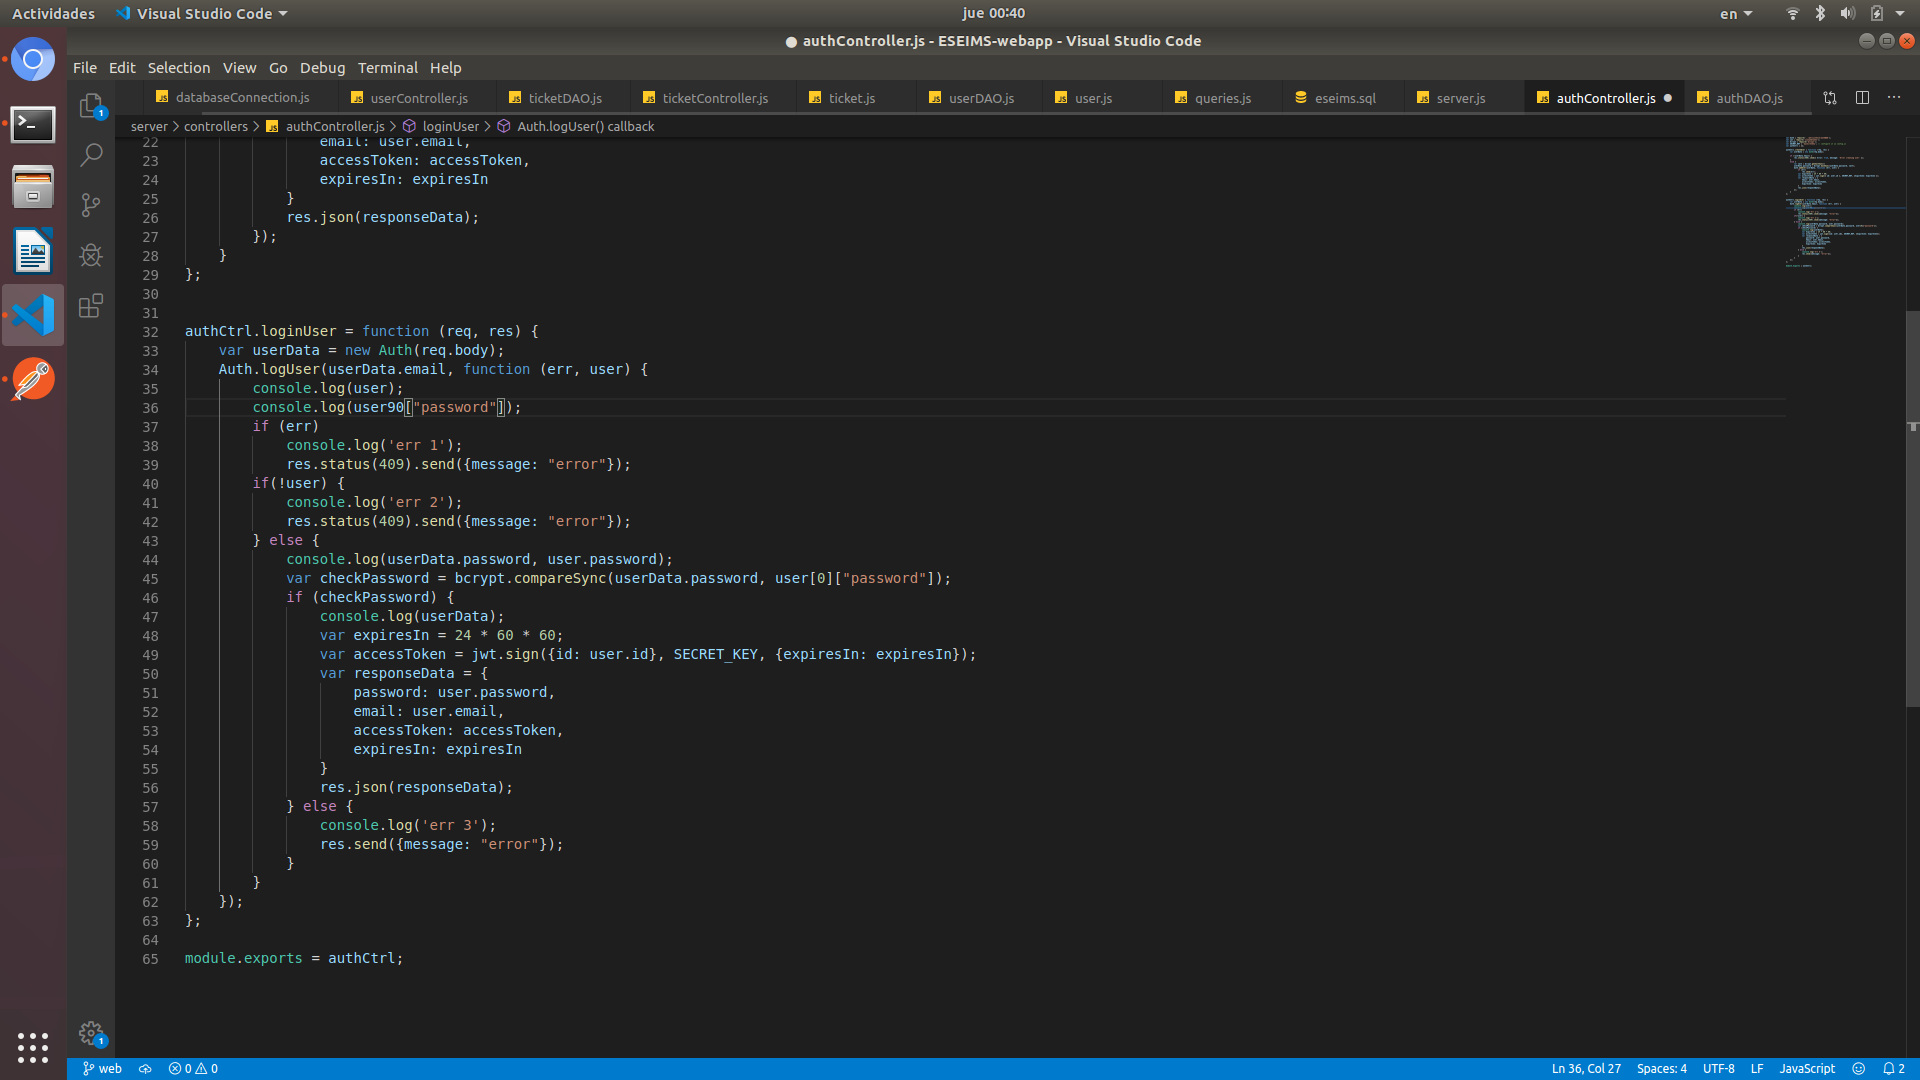 Actividades Visual Studio Code jue 00:40 en
● authController.js - ESEIMS-webapp - Visual Studio Code
File Edit Selection View Go Debug Terminal Help
databaseConnection.js userController.js ticketDAO.js ticketController.js ticket.js userDAO.js user.js queries.js eseims.sql server.js authController.js ● authDAO.js ···
server > controllers > authController.js > loginUser > Auth.logUser() callback
22                 email: user.email,
23                 accessToken: accessToken,
24                 expiresIn: expiresIn
25             }
26             res.json(responseData);
27         });
28     }
29 };
30
31
32 authCtrl.loginUser = function (req, res) {
33     var userData = new Auth(req.body);
34     Auth.logUser(userData.email, function (err, user) {
35         console.log(user);
36         console.log(user90["password"]);
37         if (err)
38             console.log('err 1');
39             res.status(409).send({message: "error"});
40         if(!user) {
41             console.log('err 2');
42             res.status(409).send({message: "error"});
43         } else {
44             console.log(userData.password, user.password);
45             var checkPassword = bcrypt.compareSync(userData.password, user[0]["password"]);
46             if (checkPassword) {
47                 console.log(userData);
48                 var expiresIn = 24 * 60 * 60;
49                 var accessToken = jwt.sign({id: user.id}, SECRET_KEY, {expiresIn: expiresIn});
50                 var responseData = {
51                     password: user.password,
52                     email: user.email,
53                     accessToken: accessToken,
54                     expiresIn: expiresIn
55                 }
56                 res.json(responseData);
57             } else {
58                 console.log('err 3');
59                 res.send({message: "error"});
60             }
61         }
62     });
63 };
64
65 module.exports = authCtrl;
1
1
web 0 0 Ln 36, Col 27 Spaces: 4 UTF-8 LF JavaScript 2